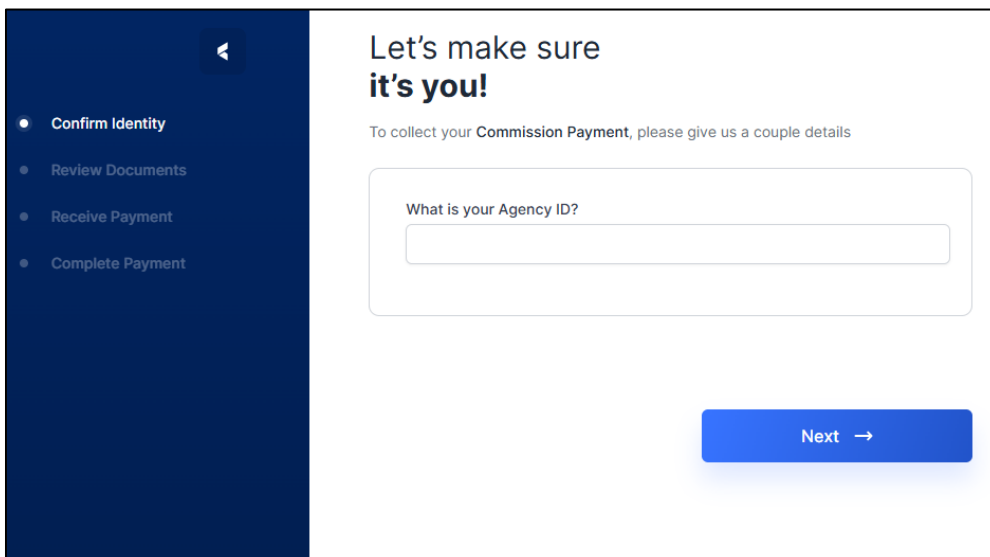 Confirm Identity
Review Documents
Receive Payment
Complete Payment
Let’s make sure
it’s you!
To collect your Commission Payment, please give us a couple details
What is your Agency ID?
Next →